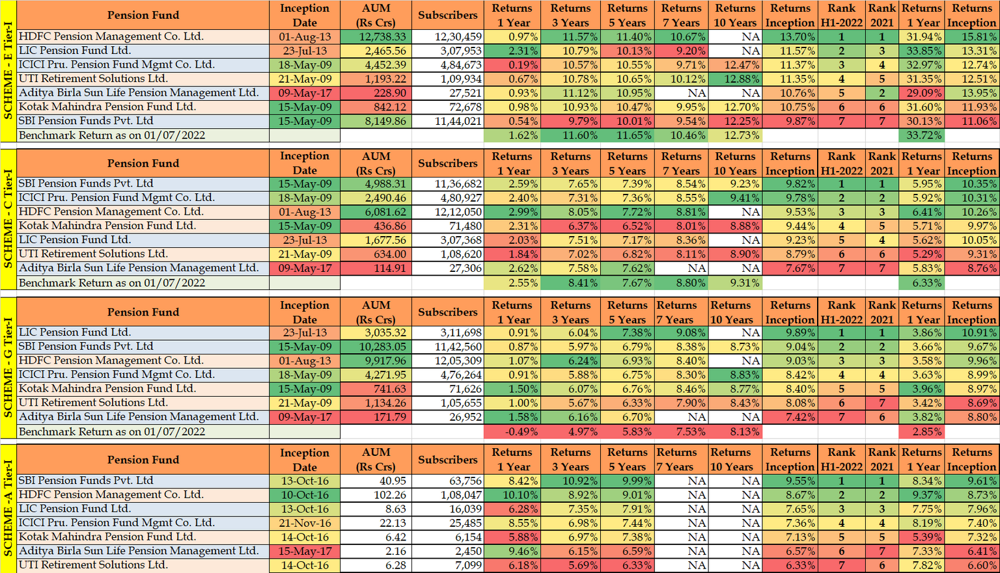 SCHEME - E Tier-I
Pension Fund Inception Date AUM (Rs Crs) Subscribers Returns 1 Year Returns 3 Years Returns 5 Years Returns 7 Years Returns 10 Years Returns Inception Rank H1-2022 Rank 2021 Returns 1 Year Returns Inception
HDFC Pension Management Co. Ltd. 01-Aug-13 12,738.33 12,30,459 0.97% 11.57% 11.40% 10.67% NA 13.70% 1 1 31.94% 15.81%
LIC Pension Fund Ltd. 23-Jul-13 2,465.56 3,07,953 2.31% 10.79% 10.13% 9.20% NA 11.57% 2 3 33.85% 13.31%
ICICI Pru. Pension Fund Mgmt Co. Ltd. 18-May-09 4,452.39 4,84,673 0.19% 10.57% 10.55% 9.71% 12.47% 11.37% 3 4 32.97% 12.74%
UTI Retirement Solutions Ltd. 21-May-09 1,193.22 1,09,934 0.67% 10.78% 10.65% 10.12% 12.88% 11.35% 4 5 31.35% 12.51%
Aditya Birla Sun Life Pension Management Ltd. 09-May-17 228.90 27,521 0.93% 11.12% 10.95% NA NA 10.76% 5 2 29.09% 13.95%
Kotak Mahindra Pension Fund Ltd. 15-May-09 842.12 72,678 0.98% 10.93% 10.47% 9.95% 12.70% 10.75% 6 6 31.60% 11.93%
SBI Pension Funds Pvt. Ltd 15-May-09 8,149.86 11,44,021 0.54% 9.79% 10.01% 9.54% 12.25% 9.87% 7 7 30.13% 11.06%
Benchmark Return as on 01/07/2022 1.62% 11.60% 11.65% 10.46% 12.73% 33.72%
SCHEME - C Tier-I
Pension Fund Inception Date AUM (Rs Crs) Subscribers Returns 1 Year Returns 3 Years Returns 5 Years Returns 7 Years Returns 10 Years Returns Inception Rank H1-2022 Rank 2021 Returns 1 Year Returns Inception
SBI Pension Funds Pvt. Ltd 15-May-09 4,988.31 11,36,682 2.59% 7.65% 7.39% 8.54% 9.23% 9.82% 1 1 5.95% 10.35%
ICICI Pru. Pension Fund Mgmt Co. Ltd. 18-May-09 2,490.46 4,80,927 2.40% 7.31% 7.36% 8.55% 9.41% 9.78% 2 2 5.92% 10.31%
HDFC Pension Management Co. Ltd. 01-Aug-13 6,081.62 12,12,050 2.99% 8.05% 7.72% 8.81% NA 9.53% 3 3 6.41% 10.26%
Kotak Mahindra Pension Fund Ltd. 15-May-09 436.86 71,480 2.31% 6.37% 6.52% 8.01% 8.88% 9.44% 4 5 5.71% 9.97%
LIC Pension Fund Ltd. 23-Jul-13 1,677.56 3,07,368 2.03% 7.51% 7.17% 8.36% NA 9.23% 5 4 5.62% 10.05%
UTI Retirement Solutions Ltd. 21-May-09 634.00 1,08,620 1.84% 7.02% 6.82% 8.11% 8.90% 8.79% 6 6 5.29% 9.31%
Aditya Birla Sun Life Pension Management Ltd. 09-May-17 114.91 27,306 2.62% 7.58% 7.62% NA NA 7.67% 7 7 5.83% 8.76%
Benchmark Return as on 01/07/2022 2.55% 8.41% 7.67% 8.80% 9.31% 6.33%
SCHEME - G Tier-I
Pension Fund Inception Date AUM (Rs Crs) Subscribers Returns 1 Year Returns 3 Years Returns 5 Years Returns 7 Years Returns 10 Years Returns Inception Rank H1-2022 Rank 2021 Returns 1 Year Returns Inception
LIC Pension Fund Ltd. 23-Jul-13 3,035.32 3,11,698 0.91% 6.04% 7.38% 9.08% NA 9.89% 1 1 3.86% 10.91%
SBI Pension Funds Pvt. Ltd 15-May-09 10,283.05 11,42,560 0.87% 5.97% 6.79% 8.38% 8.73% 9.04% 2 2 3.66% 9.67%
HDFC Pension Management Co. Ltd. 01-Aug-13 9,917.96 12,05,309 1.07% 6.24% 6.93% 8.40% NA 9.03% 3 3 3.58% 9.96%
ICICI Pru. Pension Fund Mgmt Co. Ltd. 18-May-09 4,271.95 4,76,264 0.91% 5.88% 6.75% 8.30% 8.83% 8.42% 4 4 3.63% 8.99%
Kotak Mahindra Pension Fund Ltd. 15-May-09 741.63 71,626 1.50% 6.07% 6.76% 8.46% 8.77% 8.40% 5 5 3.96% 8.97%
UTI Retirement Solutions Ltd. 21-May-09 1,134.26 1,05,655 1.00% 5.67% 6.33% 7.90% 8.43% 8.08% 6 7 3.42% 8.69%
Aditya Birla Sun Life Pension Management Ltd. 09-May-17 171.79 26,952 1.58% 6.16% 6.70% NA NA 7.42% 7 6 3.82% 8.80%
Benchmark Return as on 01/07/2022 -0.49% 4.97% 5.83% 7.53% 8.13% 2.85%
SCHEME -A Tier-I
Pension Fund Inception Date AUM (Rs Crs) Subscribers Returns 1 Year Returns 3 Years Returns 5 Years Returns 7 Years Returns 10 Years Returns Inception Rank H1-2022 Rank 2021 Returns 1 Year Returns Inception
SBI Pension Funds Pvt. Ltd 13-Oct-16 40.95 63,756 8.42% 10.92% 9.99% NA NA 9.55% 1 1 8.34% 9.61%
HDFC Pension Management Co. Ltd. 10-Oct-16 102.26 1,08,047 10.10% 8.92% 9.01% NA NA 8.67% 2 2 9.37% 8.73%
LIC Pension Fund Ltd. 13-Oct-16 8.63 16,039 6.28% 7.35% 7.91% NA NA 7.65% 3 3 7.75% 7.96%
ICICI Pru. Pension Fund Mgmt Co. Ltd. 21-Nov-16 22.13 25,485 8.55% 6.98% 7.44% NA NA 7.36% 4 4 8.19% 7.40%
Kotak Mahindra Pension Fund Ltd. 14-Oct-16 6.42 6,154 5.88% 6.97% 7.38% NA NA 7.13% 5 5 5.39% 7.32%
Aditya Birla Sun Life Pension Management Ltd. 15-May-17 2.16 2,450 9.46% 6.15% 6.59% NA NA 6.57% 6 7 7.33% 6.41%
UTI Retirement Solutions Ltd. 14-Oct-16 6.28 7,099 6.18% 5.69% 6.33% NA NA 6.33% 7 6 7.82% 6.60%